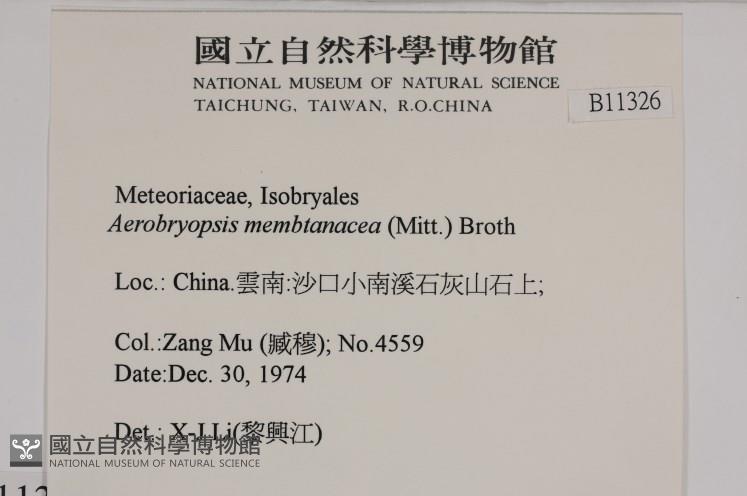 國立自然科學博物館
NATIONAL MUSEUM OF NATURAL SCIENCE
TAICHUNG, TAIWAN, R.O.CHINA
B11326
Meteoriaceae, Isobryales
Aerobryopsis membtanacea (Mitt.) Broth
Loc.: China.雲南:沙口小南溪石灰山石上;
Col.:Zang Mu (臧穆); No.4559
Date:Dec. 30, 1974
Det.: X-J Li(黎興江)
國立自然科學博物館
NATIONAL MUSEUM OF NATURAL SCIENCE